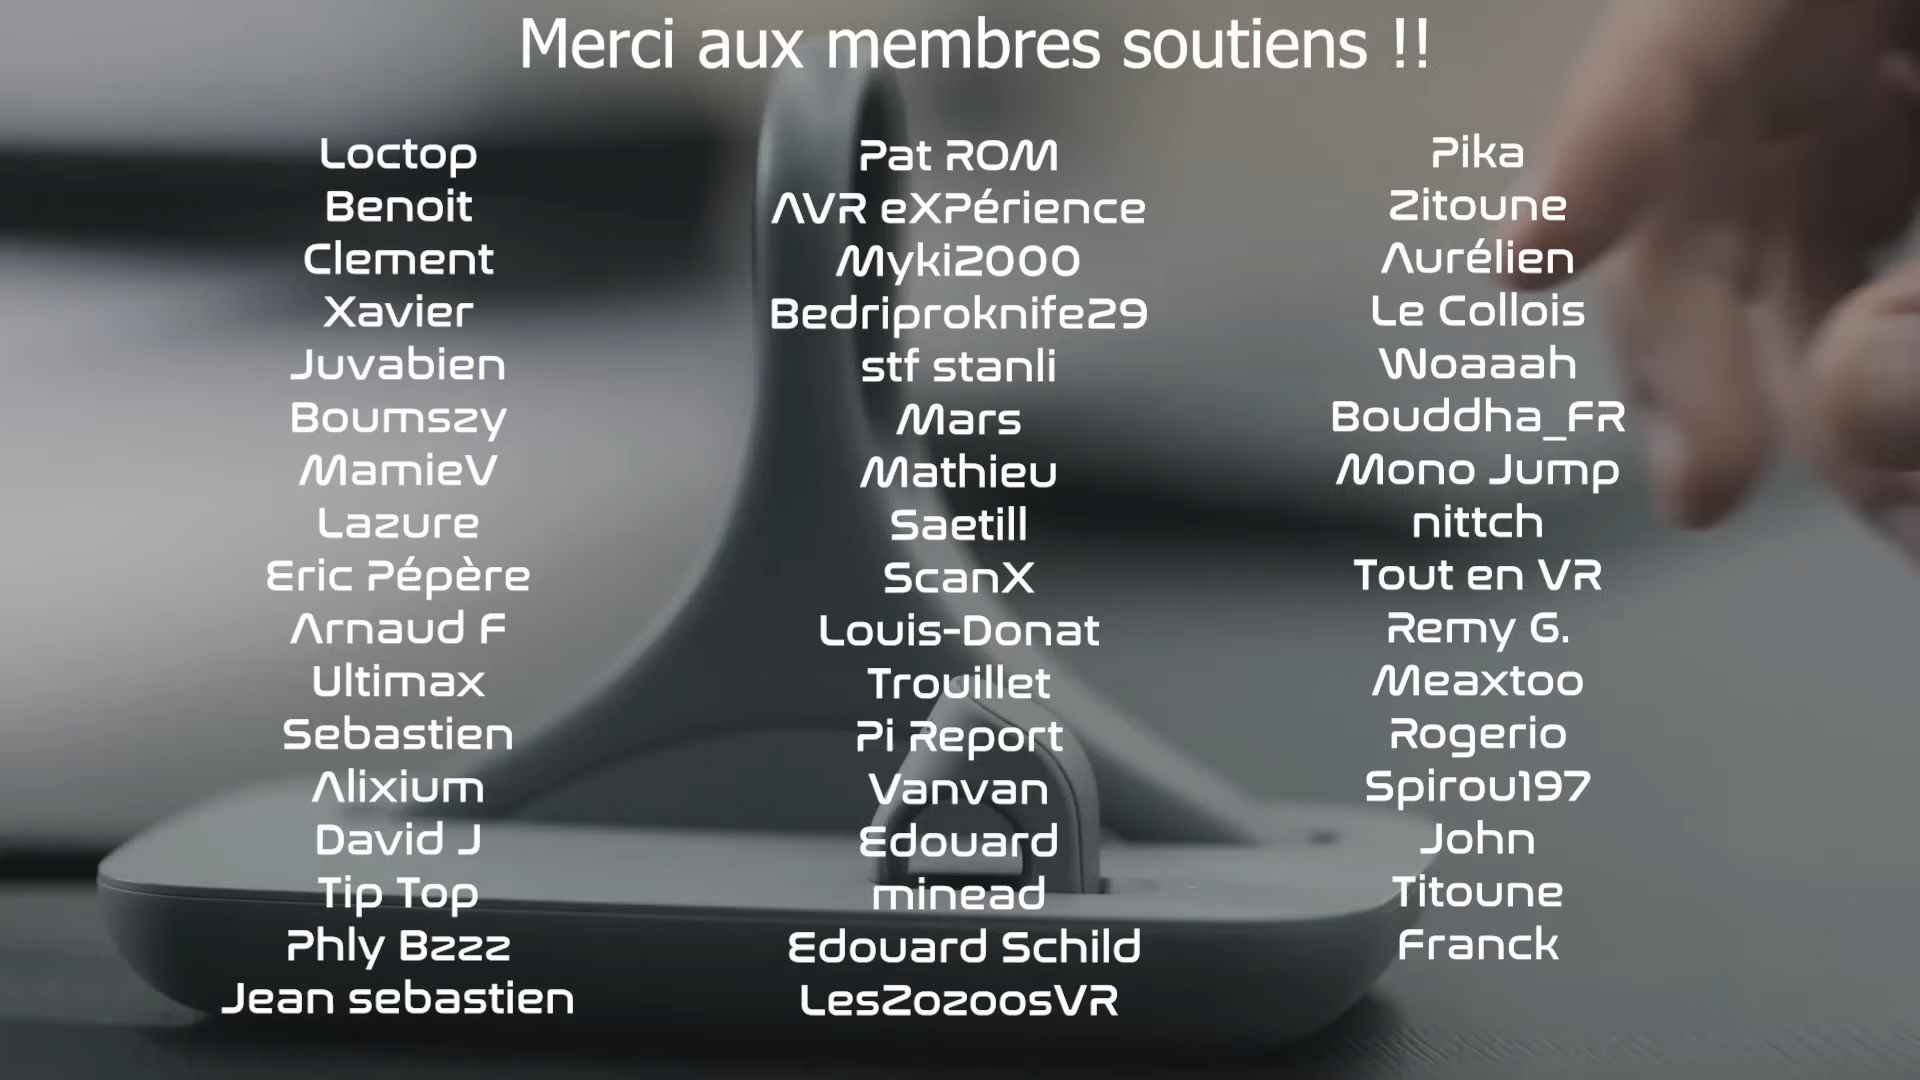 Merci aux membres soutiens !!
Loctop
Benoit
Clement
Xavier
Juvabien
Boumszy
MamieV
Lazure
Eric Pépère
Arnaud F
Ultimax
Sebastien
Alixium
David J
Tip Top
Phly Bzzz
Jean sebastien
Pat ROM
AVR eXPérience
Myki2000
Bedriproknife29
stf stanli
Mars
Mathieu
Saetill
ScanX
Louis-Donat
Trouillet
Pi Report
Vanvan
Edouard
minead
Edouard Schild
LesZozoosVR
Pika
Zitoune
Aurélien
Le Collois
Woaaah
Bouddha_FR
Mono Jump
nittch
Tout en VR
Remy G.
Meaxtoo
Rogerio
Spirou197
John
Titoune
Franck